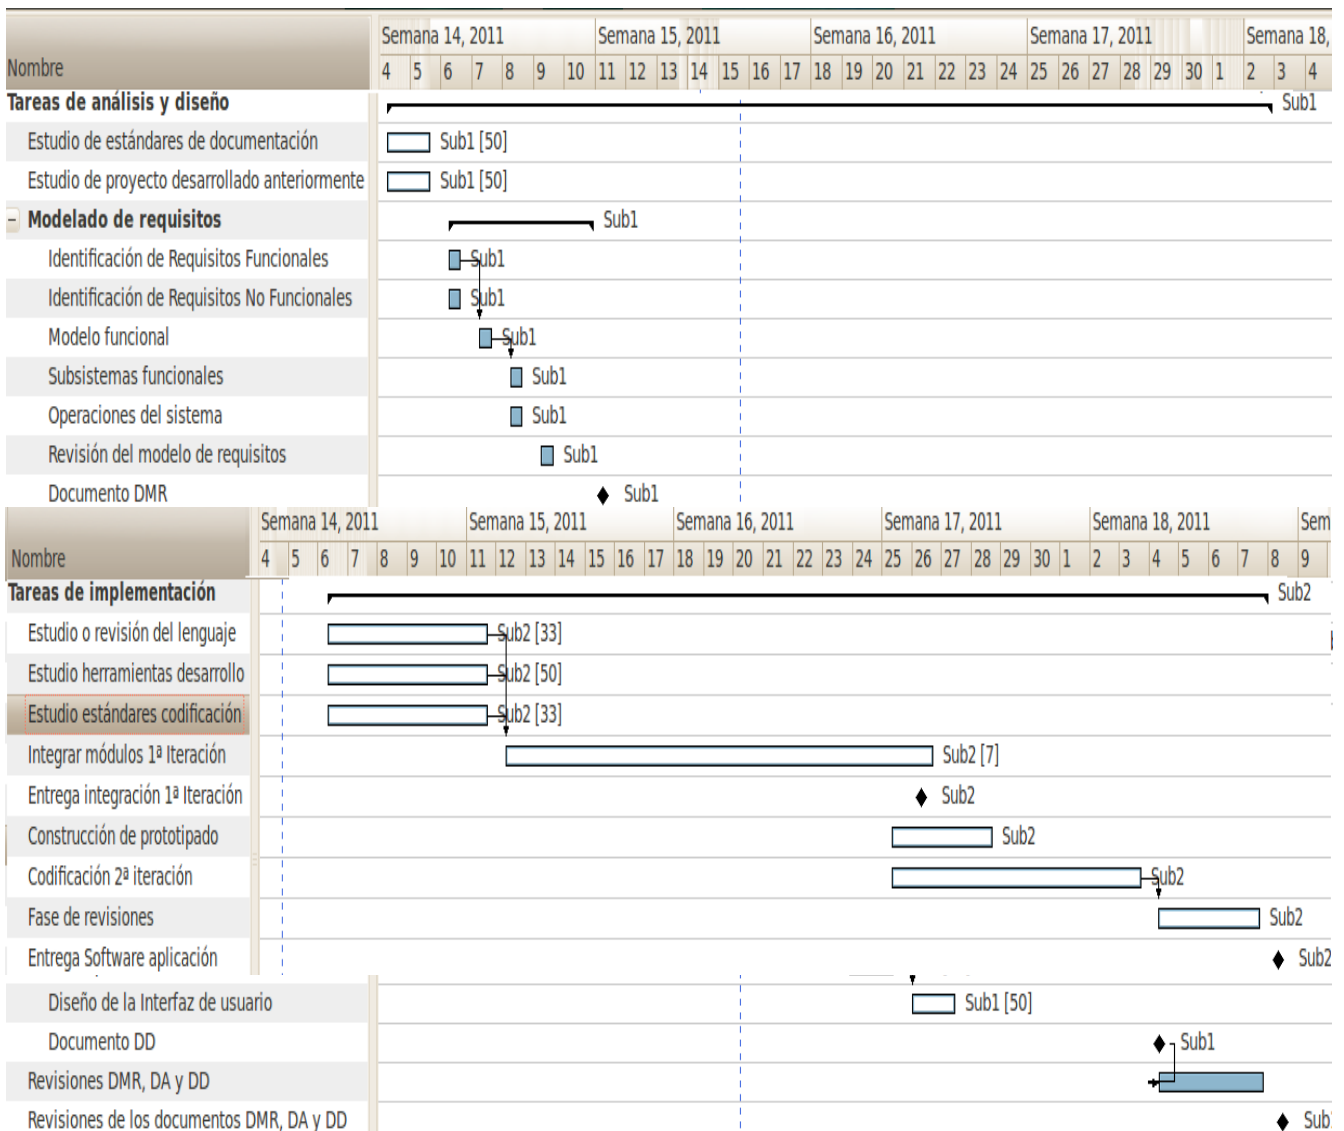 Semana 14, 2011 Semana 15, 2011 Semana 16, 2011 Semana 17, 2011 Semana 18,
Nombre 4 5 6 7 8 9 10 11 12 13 14 15 16 17 18 19 20 21 22 23 24 25 26 27 28 29 30 1 2 3 4
Tareas de análisis y diseño Sub1
Estudio de estándares de documentación Sub1 [50]
Estudio de proyecto desarrollado anteriormente Sub1 [50]
Modelado de requisitos Sub1
Identificación de Requisitos Funcionales Sub1
Identificación de Requisitos No Funcionales Sub1
Modelo funcional Sub1
Subsistemas funcionales Sub1
Operaciones del sistema Sub1
Revisión del modelo de requisitos Sub1
Documento DMR Sub1
Semana 14, 2011 Semana 15, 2011 Semana 16, 2011 Semana 17, 2011 Semana 18, 2011 Sem
Nombre 4 5 6 7 8 9 10 11 12 13 14 15 16 17 18 19 20 21 22 23 24 25 26 27 28 29 30 1 2 3 4 5 6 7 8 9
Tareas de implementación Sub2
Estudio o revisión del lenguaje Sub2 [33]
Estudio herramientas desarrollo Sub2 [50]
Estudio estándares codificación Sub2 [33]
Integrar módulos 1ª Iteración Sub2 [7]
Entrega integración 1ª Iteración Sub2
Construcción de prototipado Sub2
Codificación 2ª iteración Sub2
Fase de revisiones Sub2
Entrega Software aplicación Sub2
Diseño de la Interfaz de usuario Sub1 [50]
Documento DD Sub1
Revisiones DMR, DA y DD
Revisiones de los documentos DMR, DA y DD Sub1